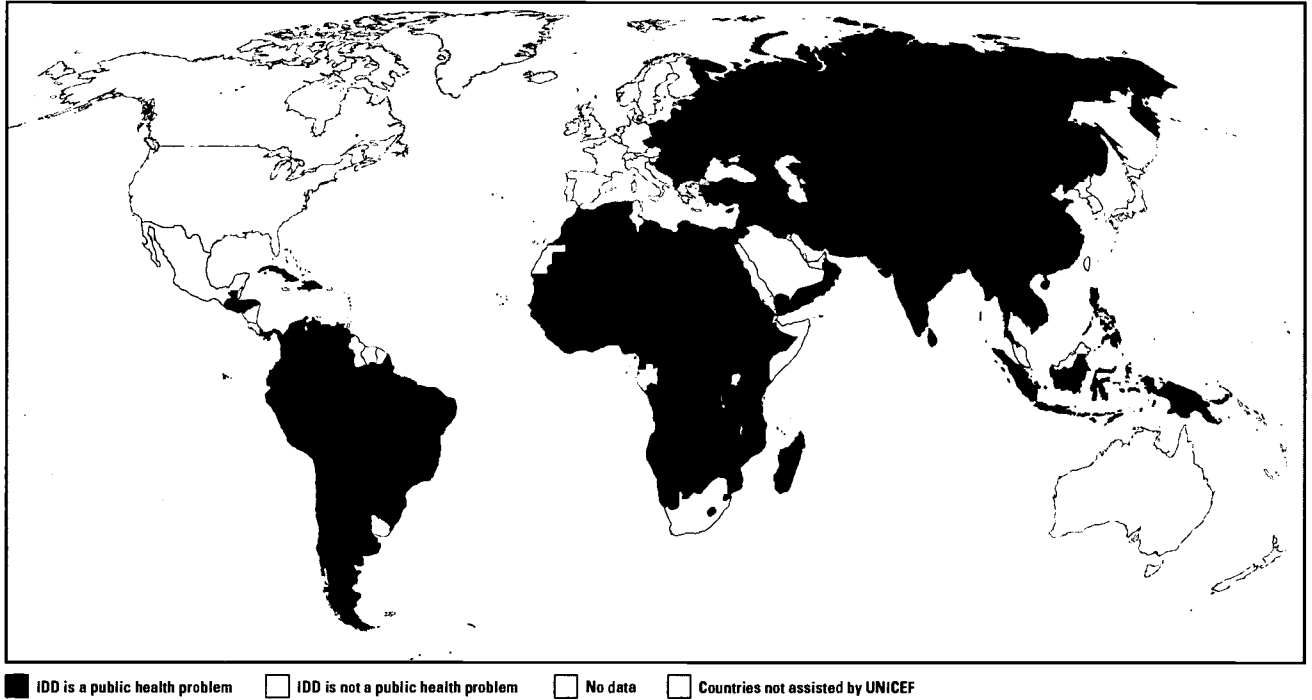 IDD is a public health problem
IDD is not a public health problem
No data
Countries not assisted by UNICEF